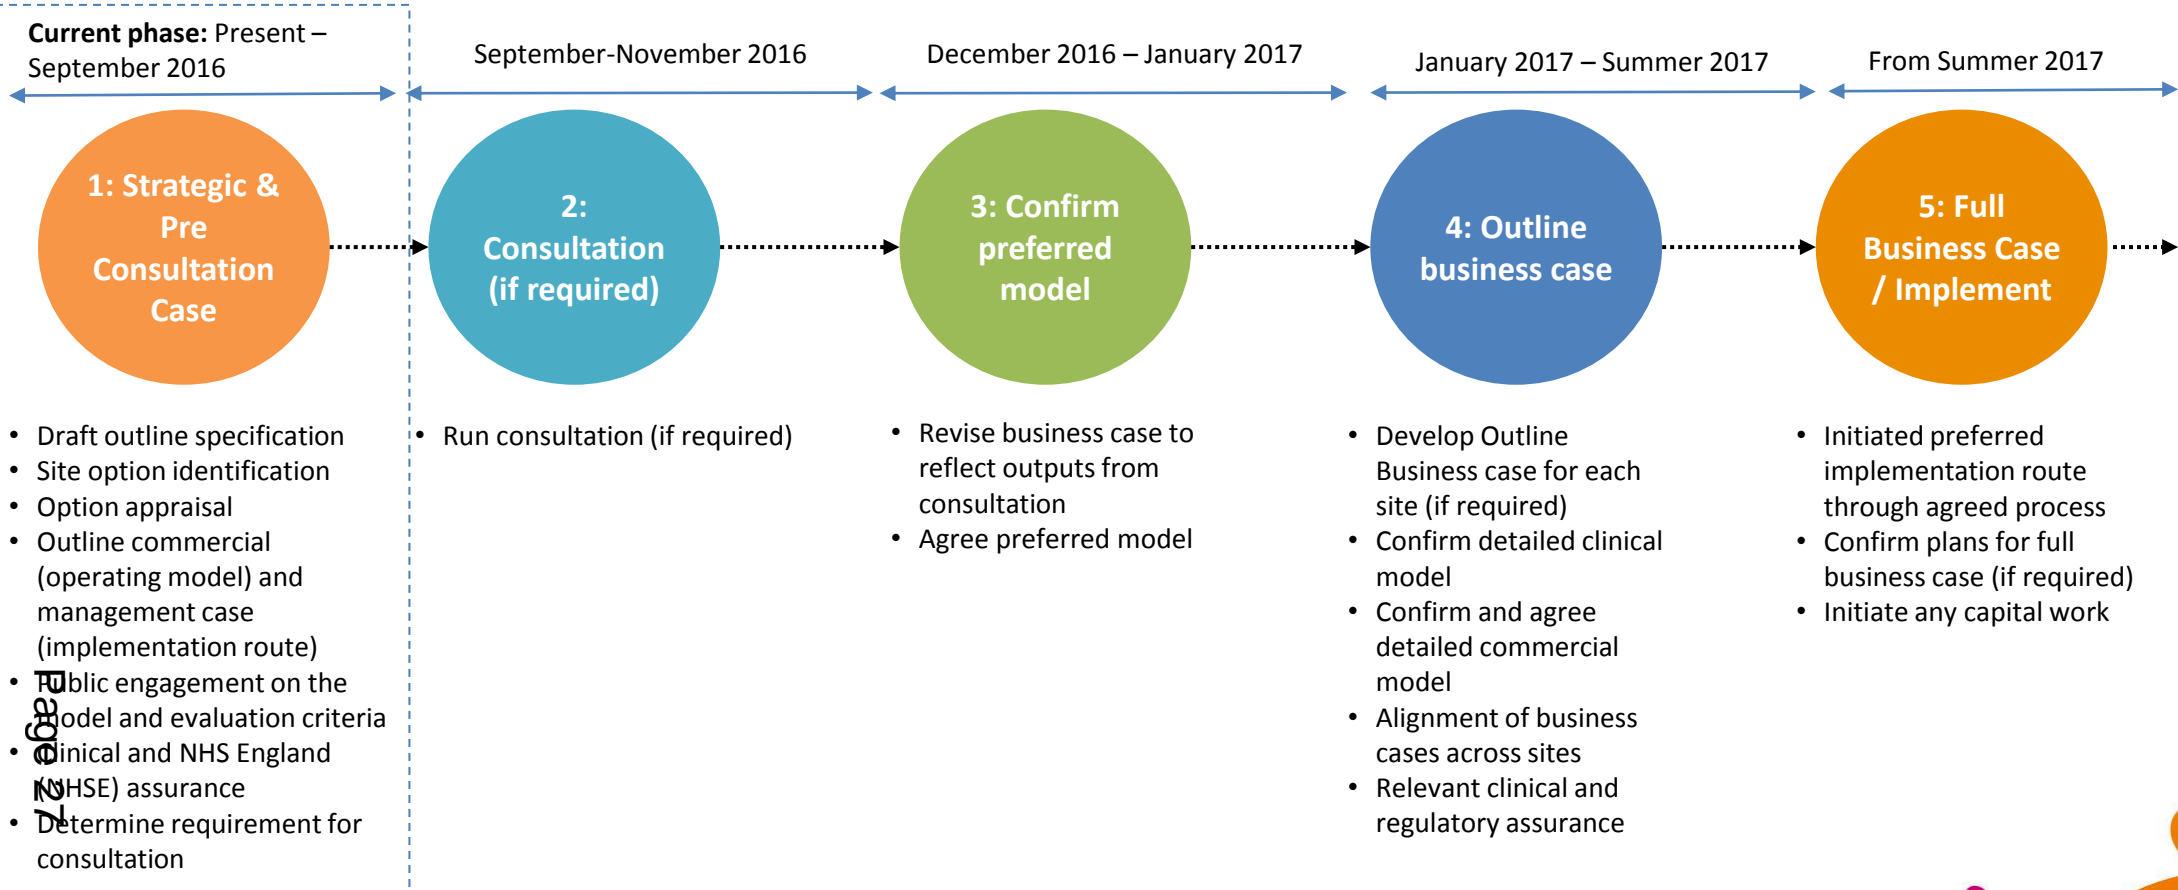 Current phase: Present –
September 2016
September-November 2016
December 2016 – January 2017
January 2017 – Summer 2017
From Summer 2017
1: Strategic &
Pre
Consultation
Case
2:
Consultation
(if required)
3: Confirm
preferred
model
4: Outline
business case
5: Full
Business Case
/ Implement
• Draft outline specification
• Site option identification
• Option appraisal
• Outline commercial
(operating model) and
management case
(implementation route)
• Public engagement on the
model and evaluation criteria
• Clinical and NHS England
(NHSE) assurance
• Determine requirement for
consultation
• Run consultation (if required)
• Revise business case to
reflect outputs from
consultation
• Agree preferred model
• Develop Outline
Business case for each
site (if required)
• Confirm detailed clinical
model
• Confirm and agree
detailed commercial
model
• Alignment of business
cases across sites
• Relevant clinical and
regulatory assurance
• Initiated preferred
implementation route
through agreed process
• Confirm plans for full
business case (if required)
• Initiate any capital work
Page 27